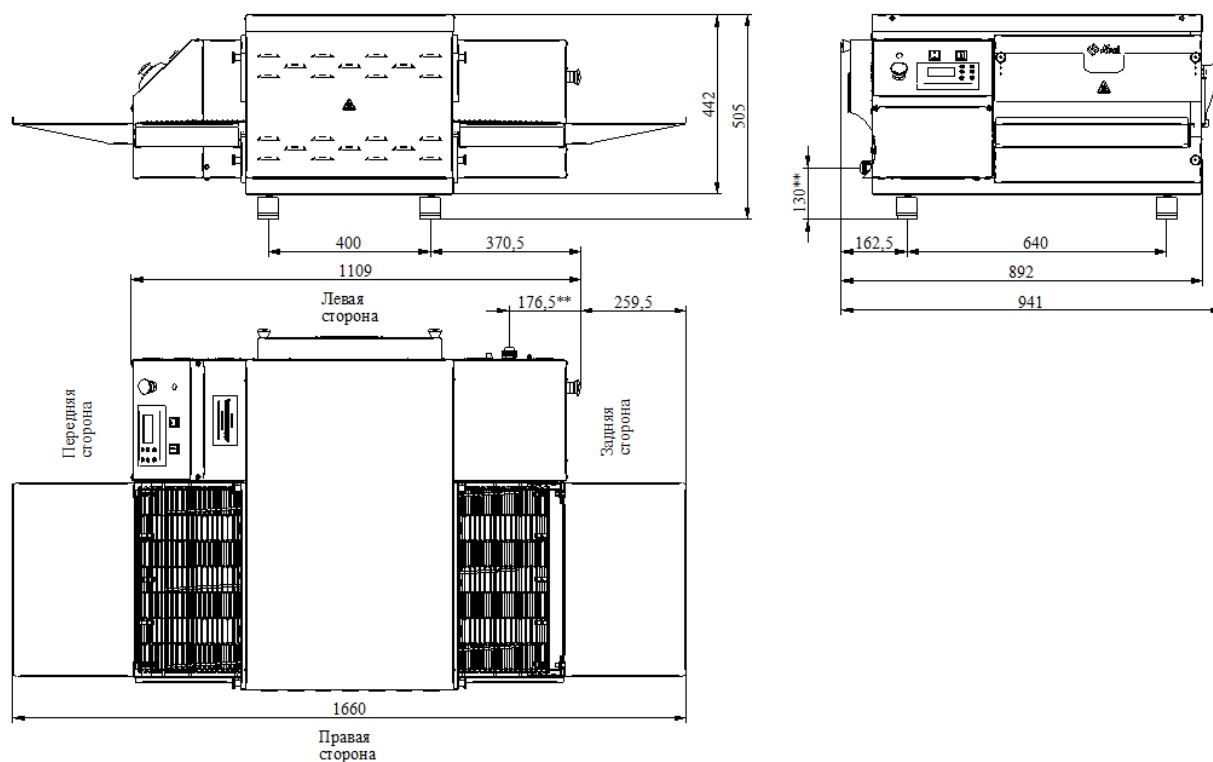 442
505
400
370,5
1109
Левая
сторона
176,5**
259,5
Передняя
сторона
Задняя
сторона
1660
Правая
сторона
Abat
130**
162,5
640
892
941